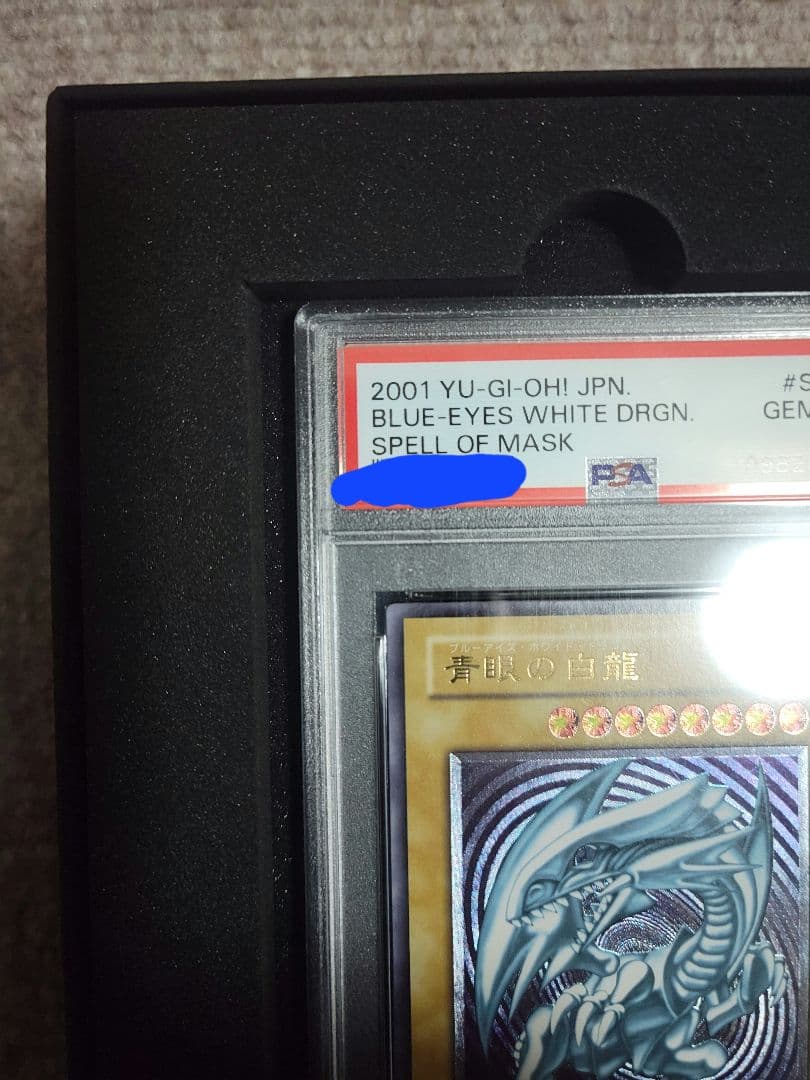 2001 YU-GI-OH! JPN.
#S
BLUE-EYES WHITE DRGN.
GEM
SPELL OF MASK
PSA
青眼の白龍